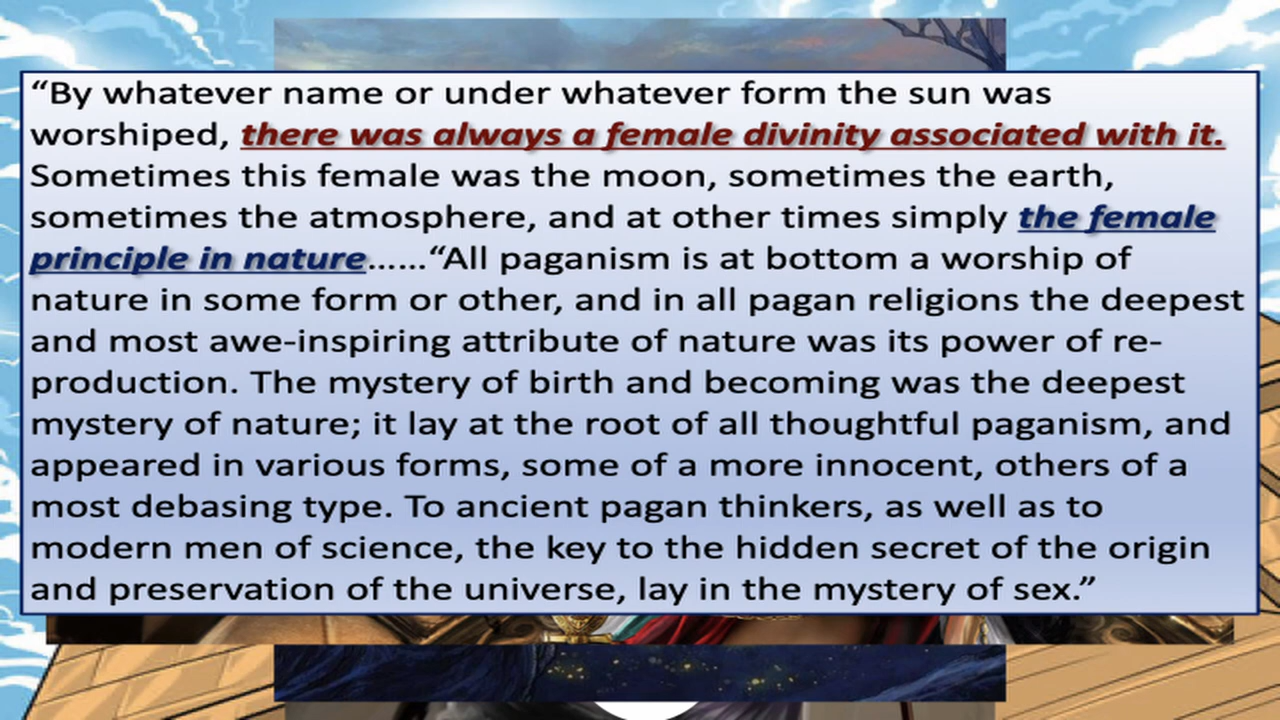 “By whatever name or under whatever form the sun was
worshiped, there was always a female divinity associated with it.
Sometimes this female was the moon, sometimes the earth,
sometimes the atmosphere, and at other times simply the female
principle in nature……“All paganism is at bottom a worship of
nature in some form or other, and in all pagan religions the deepest
and most awe-inspiring attribute of nature was its power of re-
production. The mystery of birth and becoming was the deepest
mystery of nature; it lay at the root of all thoughtful paganism, and
appeared in various forms, some of a more innocent, others of a
most debasing type. To ancient pagan thinkers, as well as to
modern men of science, the key to the hidden secret of the origin
and preservation of the universe, lay in the mystery of sex.”